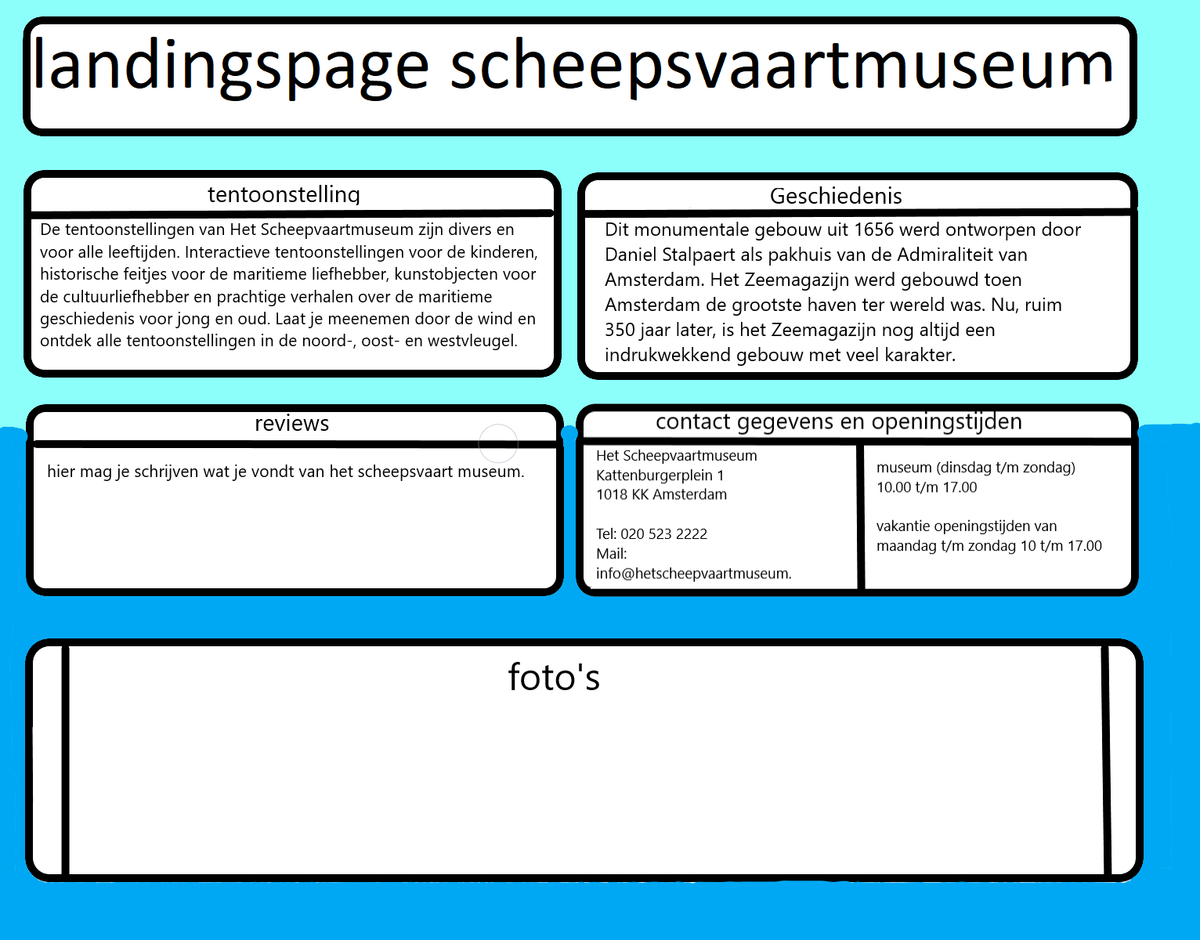 landingspage scheepsvaartmuseum
tentoonstelling
De tentoonstellingen van Het Scheepvaartmuseum zijn divers en
voor alle leeftijden. Interactieve tentoonstellingen voor de kinderen,
historische feitjes voor de maritieme liefhebber, kunstobjecten voor
de cultuurliefhebber en prachtige verhalen over de maritieme
geschiedenis voor jong en oud. Laat je meenemen door de wind en
ontdek alle tentoonstellingen in de noord-, oost- en westvleugel.
Geschiedenis
Dit monumentale gebouw uit 1656 werd ontworpen door
Daniel Stalpaert als pakhuis van de Admiraliteit van
Amsterdam. Het Zeemagazijn werd gebouwd toen
Amsterdam de grootste haven ter wereld was. Nu, ruim
350 jaar later, is het Zeemagazijn nog altijd een
indrukwekkend gebouw met veel karakter.
reviews
hier mag je schrijven wat je vondt van het scheepsvaart museum.
contact gegevens en openingstijden
Het Scheepvaartmuseum
Kattenburgerplein 1
1018 KK Amsterdam
Tel: 020 523 2222
Mail:
info@hetscheepvaartmuseum.
museum (dinsdag t/m zondag)
10.00 t/m 17.00
vakantie openingstijden van
maandag t/m zondag 10 t/m 17.00
foto's